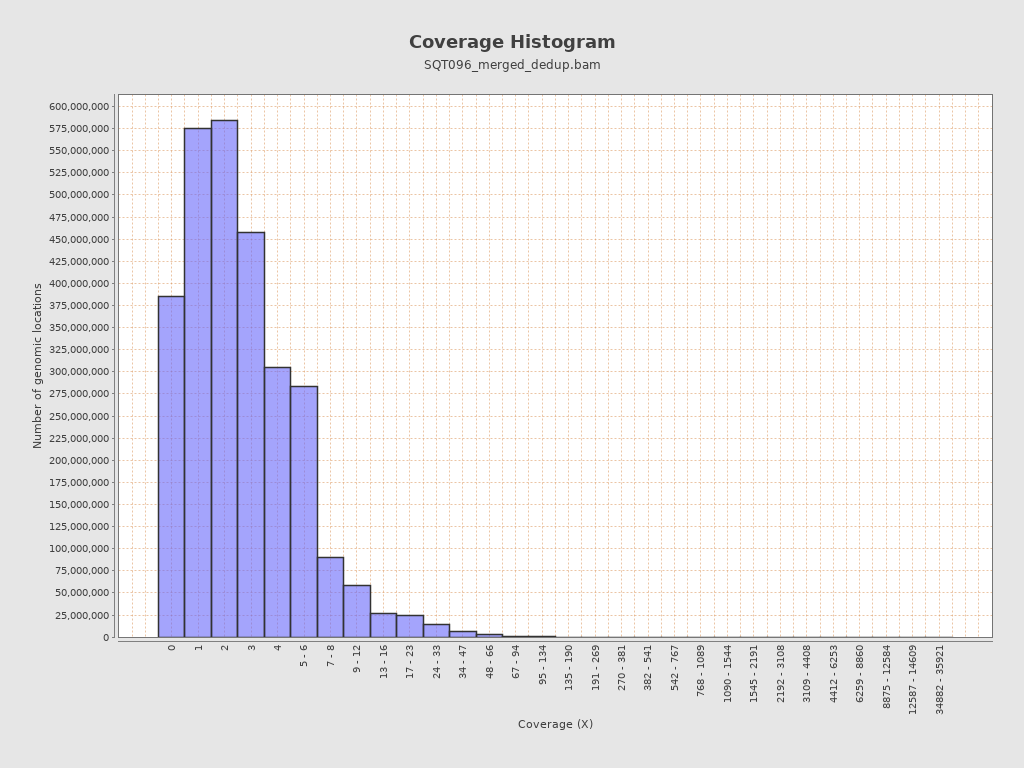 Coverage Histogram
SQT096_merged_dedup.bam
Number of genomic locations
600,000,000
575,000,000
550,000,000
525,000,000
500,000,000
475,000,000
450,000,000
425,000,000
400,000,000
375,000,000
350,000,000
325,000,000
300,000,000
275,000,000
250,000,000
225,000,000
200,000,000
175,000,000
150,000,000
125,000,000
100,000,000
75,000,000
50,000,000
25,000,000
0
0
1
2
3
4
5 - 6
7 - 8
9 - 12
13 - 16
17 - 23
24 - 33
34 - 47
48 - 66
67 - 94
95 - 134
135 - 190
191 - 269
270 - 381
382 - 541
542 - 767
768 - 1089
1090 - 1544
1545 - 2191
2192 - 3108
3109 - 4408
4412 - 6253
6259 - 8860
8875 - 12584
12587 - 14609
34882 - 35921
Coverage (X)